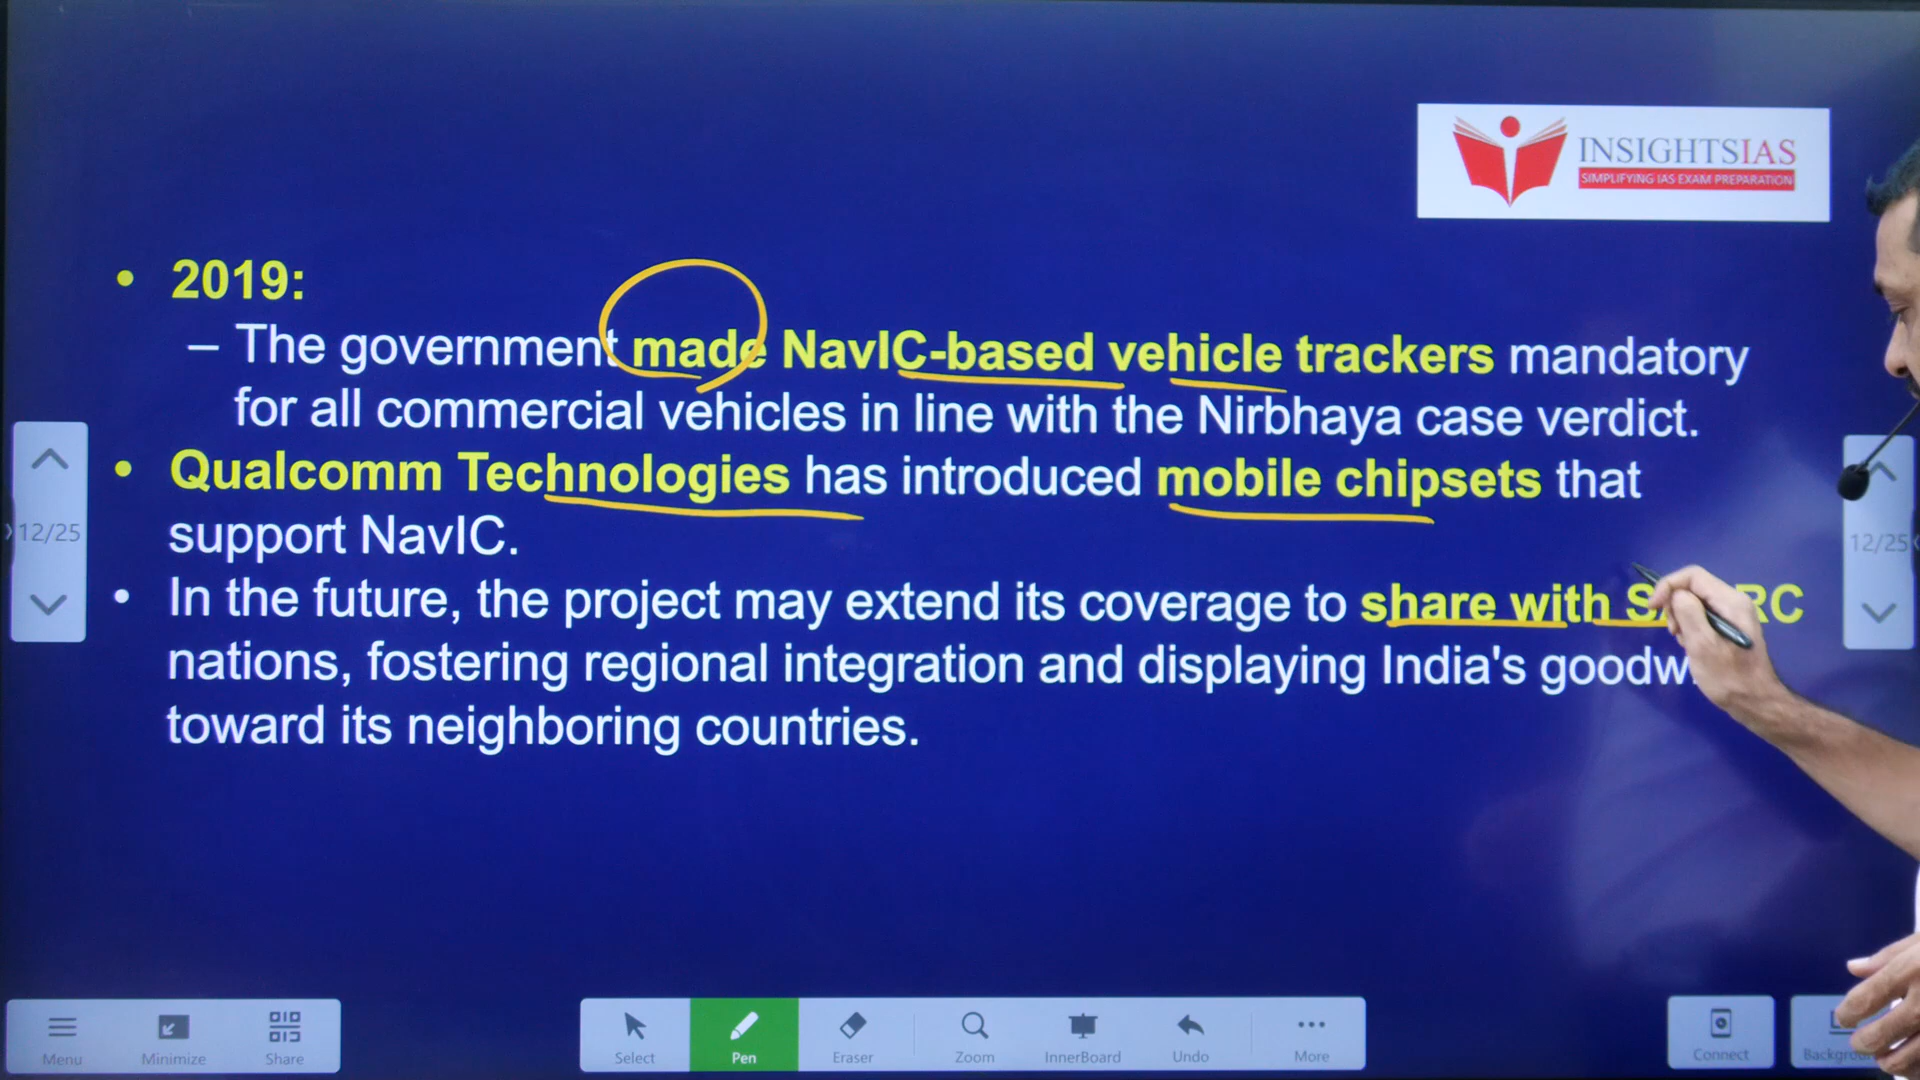 INSIGHTSIAS
SIMPLIFYING IAS EXAM PREPARATION
• 2019:
– The government made NavIC-based vehicle trackers mandatory
for all commercial vehicles in line with the Nirbhaya case verdict.
• Qualcomm Technologies has introduced mobile chipsets that
support NavIC.
• In the future, the project may extend its coverage to share with
nations, fostering regional integration and displaying India's
toward its neighboring countries.
12/25
12/25
Menu
Minimize
Share
Select
Pen
Eraser
Zoom
InnerBoard
Undo
More
Connect